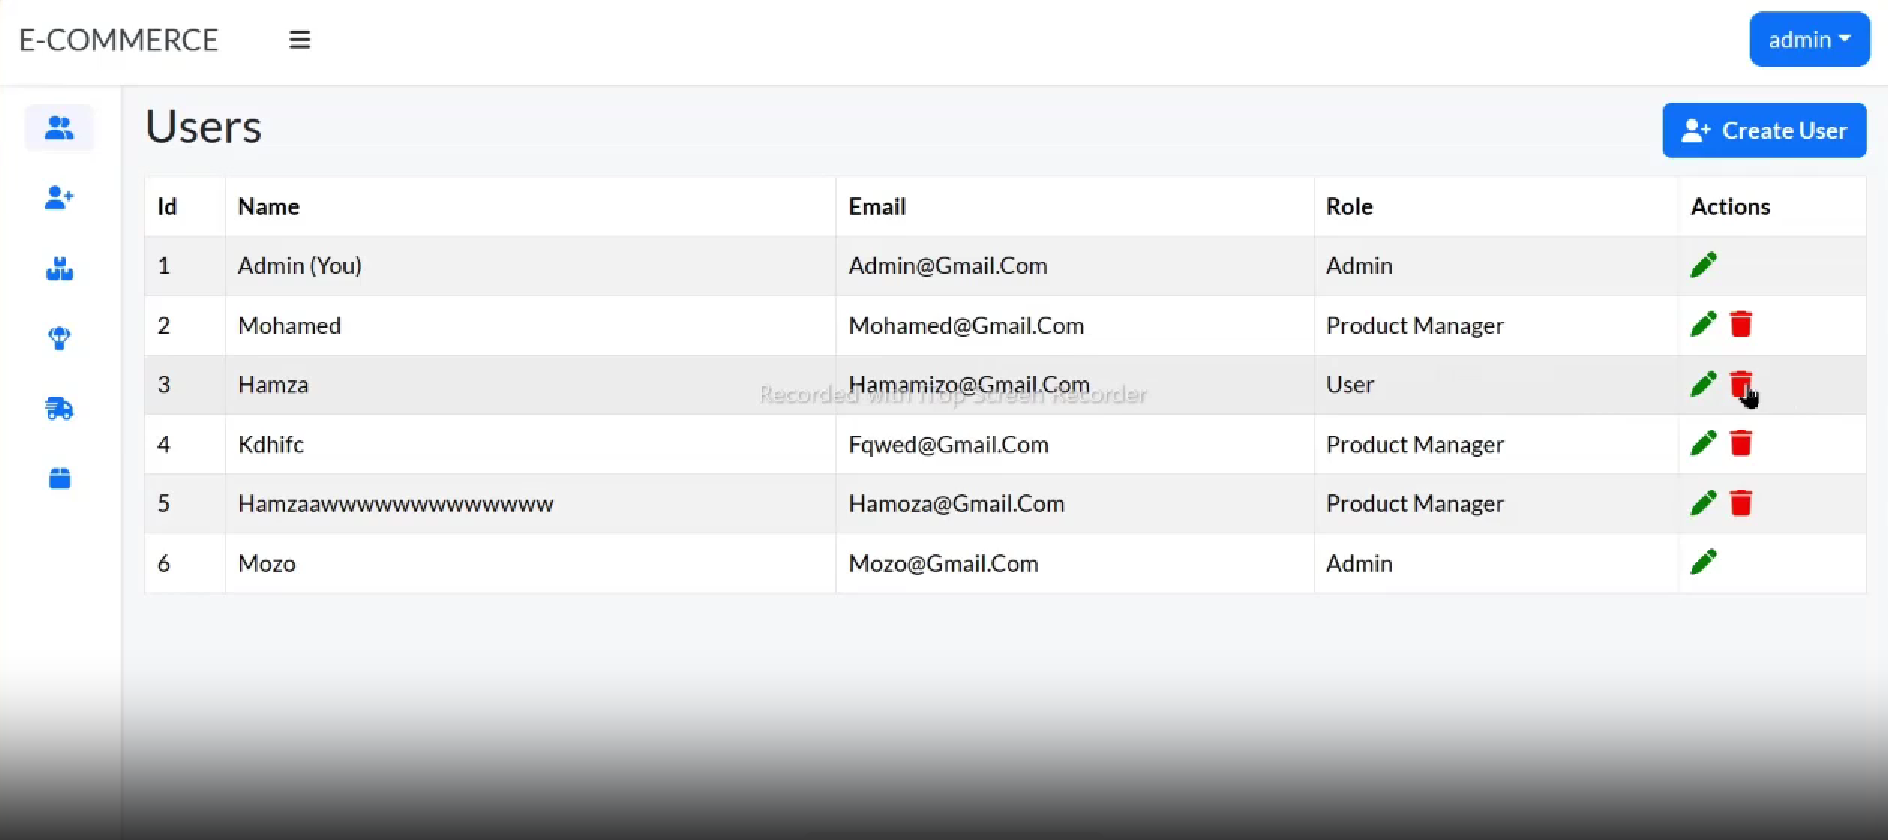 E-COMMERCE
admin
Users
Create User
Id Name Email Role Actions
1 Admin (You) Admin@Gmail.Com Admin
2 Mohamed Mohamed@Gmail.Com Product Manager
3 Hamza Hamamizo@Gmail.Com User
Recorded with iTop Screen Recorder
4 Kdhifc Fqwed@Gmail.Com Product Manager
5 Hamzaawwwwwwwwwwwwww Hamoza@Gmail.Com Product Manager
6 Mozo Mozo@Gmail.Com Admin